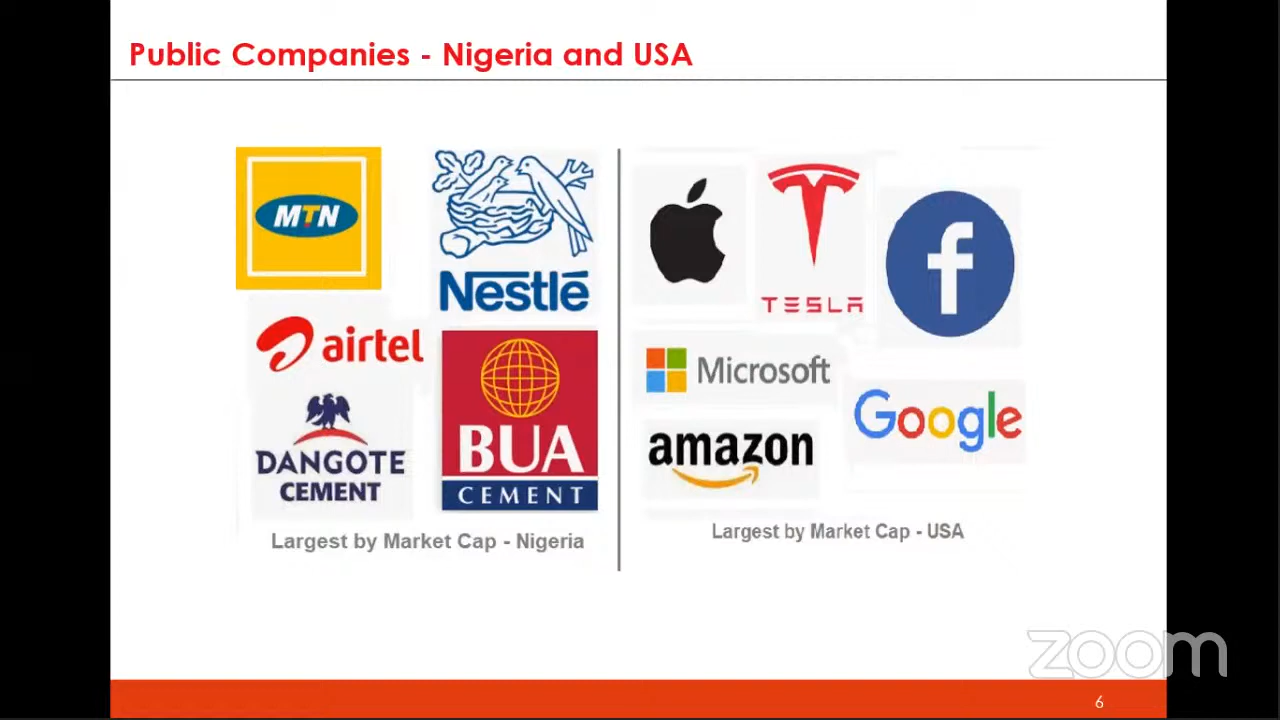 Public Companies - Nigeria and USA
MTN
Nestlé
airtel
DANGOTE
CEMENT
BUA
CEMENT
Largest by Market Cap - Nigeria
TESLA
f
Microsoft
Google
amazon
Largest by Market Cap - USA
zoom
6